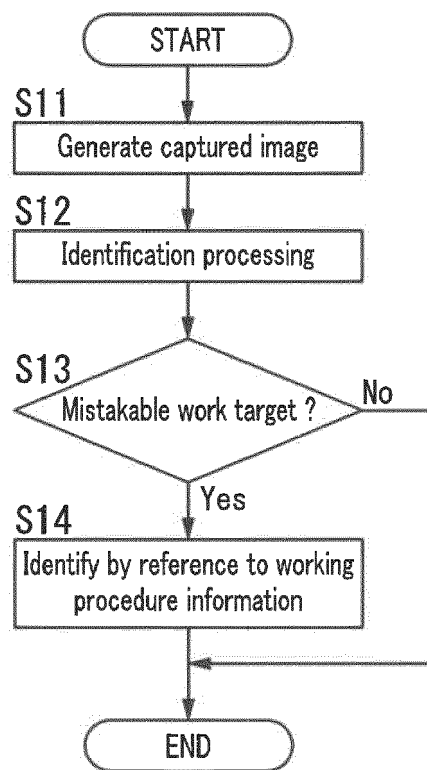 START
S11
Generate captured image
S12
Identification processing
S13
Mistakable work target ?
No
Yes
S14
Identify by reference to working
procedure information
END